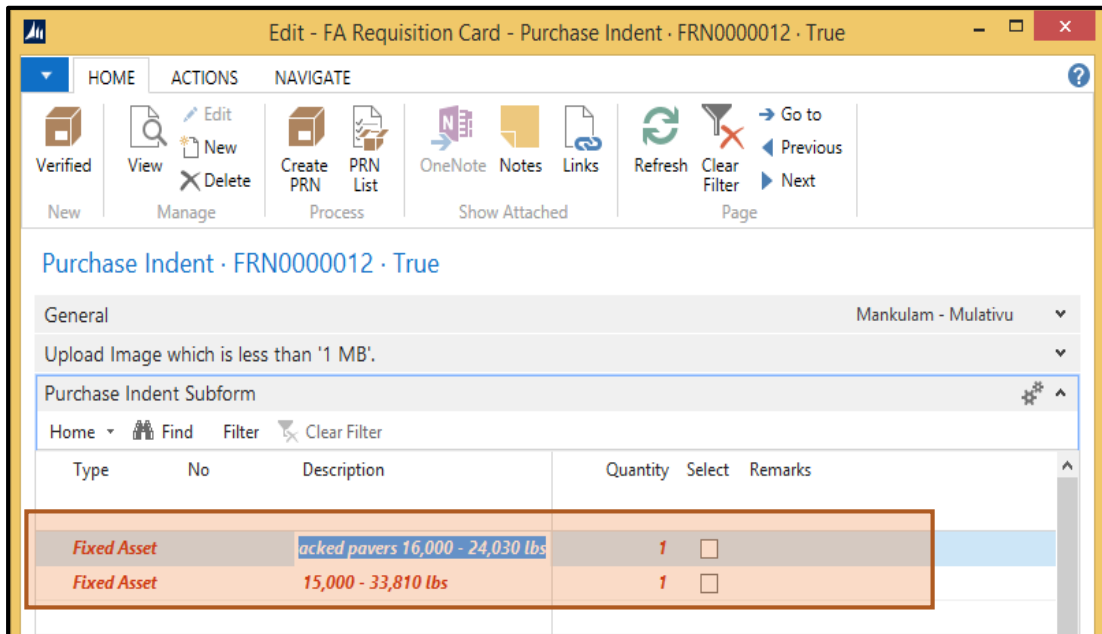 Edit - FA Requisition Card - Purchase Indent · FRN0000012 · True
HOME ACTIONS NAVIGATE
Verified
View
Edit
New
Delete
Create PRN
PRN List
OneNote
Notes
Links
Refresh
Clear Filter
Go to
Previous
Next
New Manage Process Show Attached Page
Purchase Indent · FRN0000012 · True
General Mankulam - Mulativu
Upload Image which is less than '1 MB'.
Purchase Indent Subform
Home Find Filter Clear Filter
Type No Description Quantity Select Remarks
Fixed Asset acked pavers 16,000 - 24,030 lbs 1
Fixed Asset 15,000 - 33,810 lbs 1